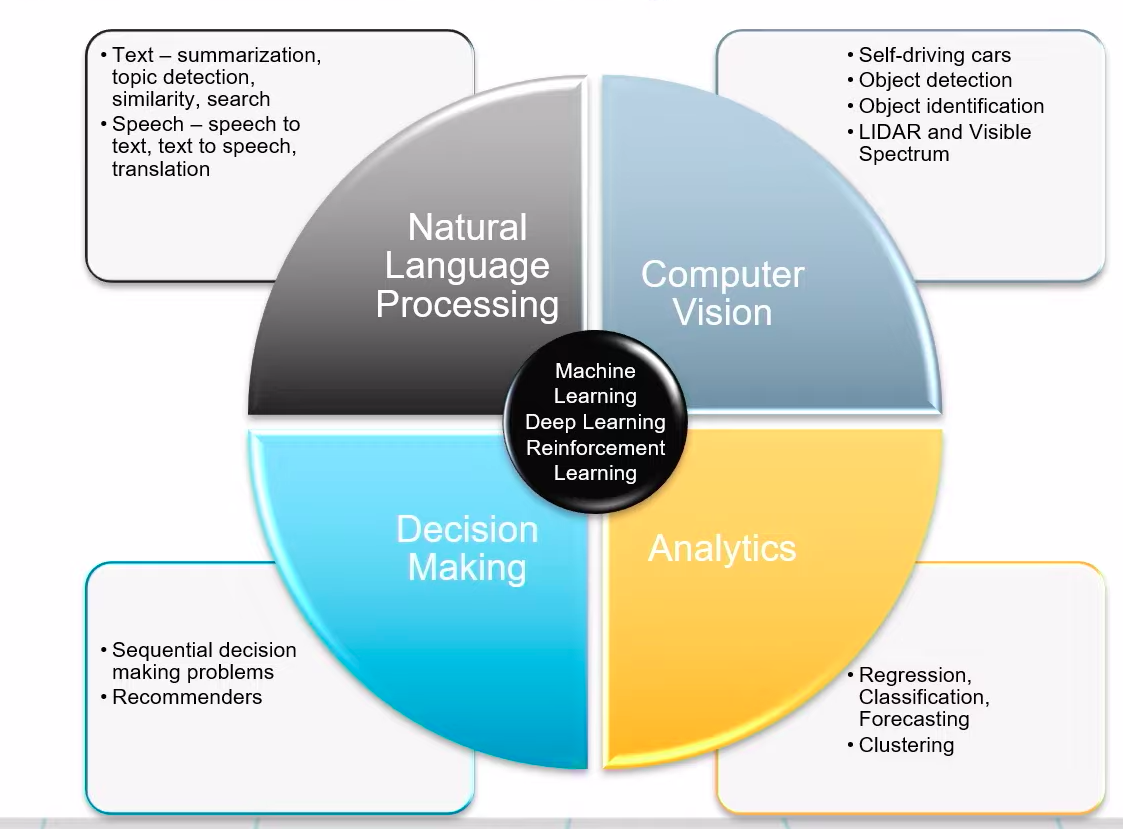 • Text – summarization,
topic detection,
similarity, search
• Speech – speech to
text, text to speech,
translation
• Self-driving cars
• Object detection
• Object identification
• LIDAR and Visible
Spectrum
Natural
Language
Processing
Computer
Vision
Machine
Learning
Deep Learning
Reinforcement
Learning
Decision
Making
Analytics
• Sequential decision
making problems
• Recommenders
• Regression,
Classification,
Forecasting
• Clustering